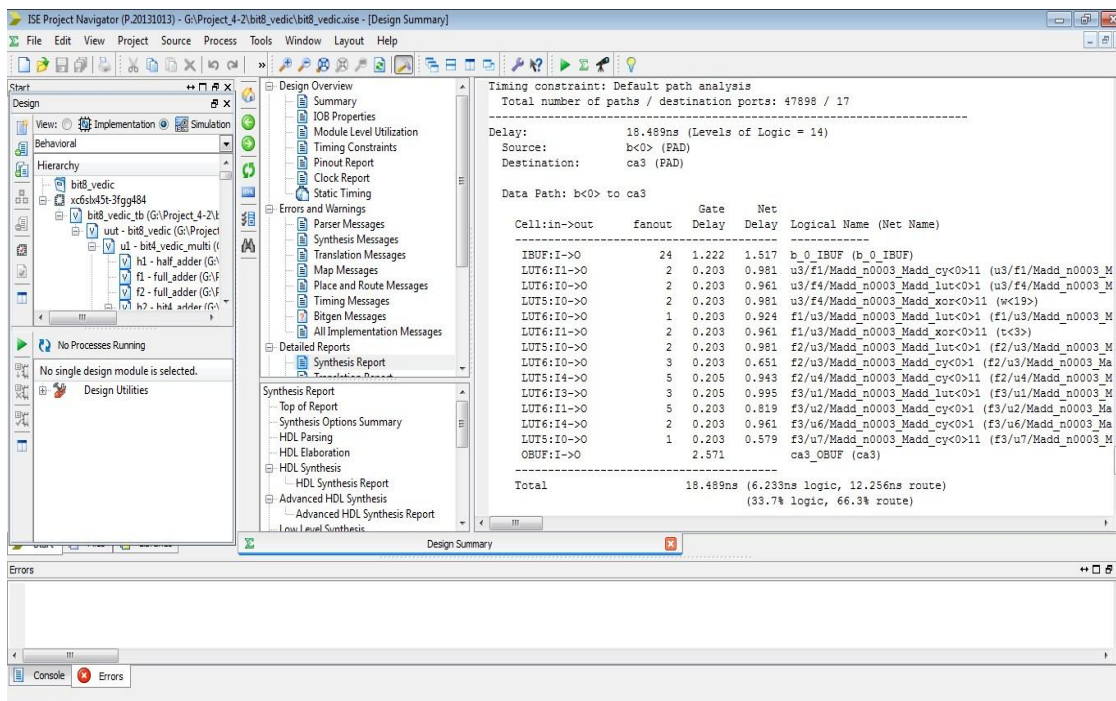 ISE Project Navigator (P.20131013) - G:\Project_4-2\bit8_vedic\bit8_vedic.xise - [Design Summary]
File Edit View Project Source Process Tools Window Layout Help
Start
Design
View: Implementation Simulation
Behavioral
Hierarchy
bit8_vedic
xc6slx45t-3fgg484
bit8_vedic_tb (G:\Project_4-2\b
uut - bit8_vedic (G:\Project
u1 - bit4_vedic_multi (
h1 - half_adder (G:\
f1 - full_adder (G:\F
f2 - full_adder (G:\F
h2 - bit4_adder (G:\
No Processes Running
No single design module is selected.
Design Utilities
Design Overview
Summary
IOB Properties
Module Level Utilization
Timing Constraints
Pinout Report
Clock Report
Static Timing
Errors and Warnings
Parser Messages
Synthesis Messages
Translation Messages
Map Messages
Place and Route Messages
Timing Messages
Bitgen Messages
All Implementation Messages
Detailed Reports
Synthesis Report
Translation Report
Synthesis Report
Top of Report
Synthesis Options Summary
HDL Parsing
HDL Elaboration
HDL Synthesis
HDL Synthesis Report
Advanced HDL Synthesis
Advanced HDL Synthesis Report
Low Level Synthesis
Timing constraint: Default path analysis
Total number of paths / destination ports: 47898 / 17
-------------------------------------------------------------------------
Delay: 18.489ns (Levels of Logic = 14)
Source: b<0> (PAD)
Destination: ca3 (PAD)
Data Path: b<0> to ca3
Gate Net
Cell:in->out fanout Delay Delay Logical Name (Net Name)
---------------------------------------- ------------
IBUF:I->O 24 1.222 1.517 b_0_IBUF (b_0_IBUF)
LUT6:I1->O 2 0.203 0.981 u3/f1/Madd_n0003_Madd_cy<0>11 (u3/f1/Madd_n0003_M
LUT6:I0->O 2 0.203 0.961 u3/f4/Madd_n0003_Madd_lut<0>1 (u3/f4/Madd_n0003_M
LUT5:I0->O 2 0.203 0.981 u3/f4/Madd_n0003_Madd_xor<0>11 (w<19>)
LUT6:I0->O 1 0.203 0.924 f1/u3/Madd_n0003_Madd_lut<0>1 (f1/u3/Madd_n0003_M
LUT6:I1->O 2 0.203 0.961 f1/u3/Madd_n0003_Madd_xor<0>11 (t<3>)
LUT5:I0->O 2 0.203 0.981 f2/u3/Madd_n0003_Madd_lut<0>1 (f2/u3/Madd_n0003_M
LUT6:I0->O 3 0.203 0.651 f2/u3/Madd_n0003_Madd_cy<0>1 (f2/u3/Madd_n0003_Ma
LUT5:I4->O 5 0.205 0.943 f2/u4/Madd_n0003_Madd_cy<0>11 (f2/u4/Madd_n0003_M
LUT6:I3->O 3 0.205 0.995 f3/u1/Madd_n0003_Madd_lut<0>1 (f3/u1/Madd_n0003_M
LUT6:I1->O 5 0.203 0.819 f3/u2/Madd_n0003_Madd_cy<0>1 (f3/u2/Madd_n0003_Ma
LUT6:I4->O 2 0.203 0.961 f3/u6/Madd_n0003_Madd_cy<0>1 (f3/u6/Madd_n0003_Ma
LUT5:I0->O 1 0.203 0.579 f3/u7/Madd_n0003_Madd_cy<0>11 (f3/u7/Madd_n0003_M
OBUF:I->O 2.571 ca3_OBUF (ca3)
----------------------------------------
Total 18.489ns (6.233ns logic, 12.256ns route)
(33.7% logic, 66.3% route)
Design Summary
Errors
Console Errors